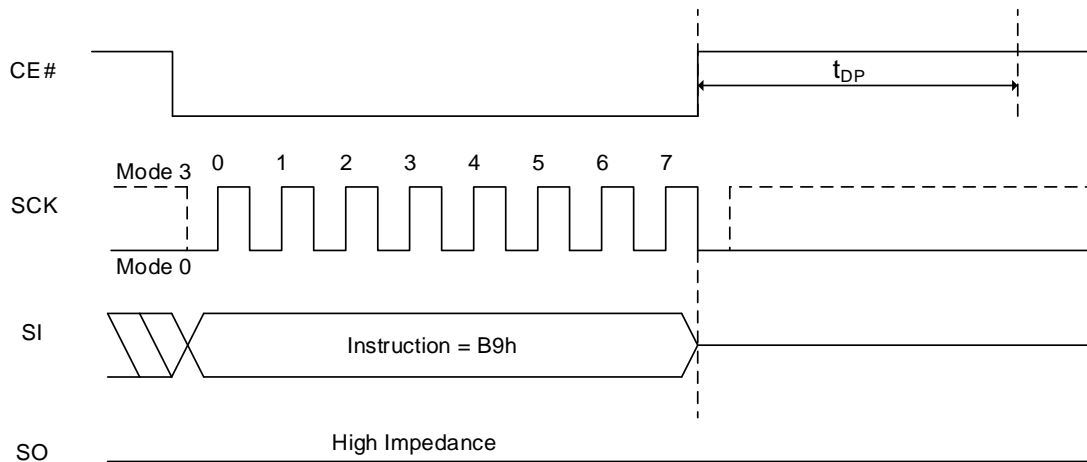 CE#
tDP
Mode 3
0 1 2 3 4 5 6 7
SCK
Mode 0
SI
Instruction = B9h
High Impedance
SO